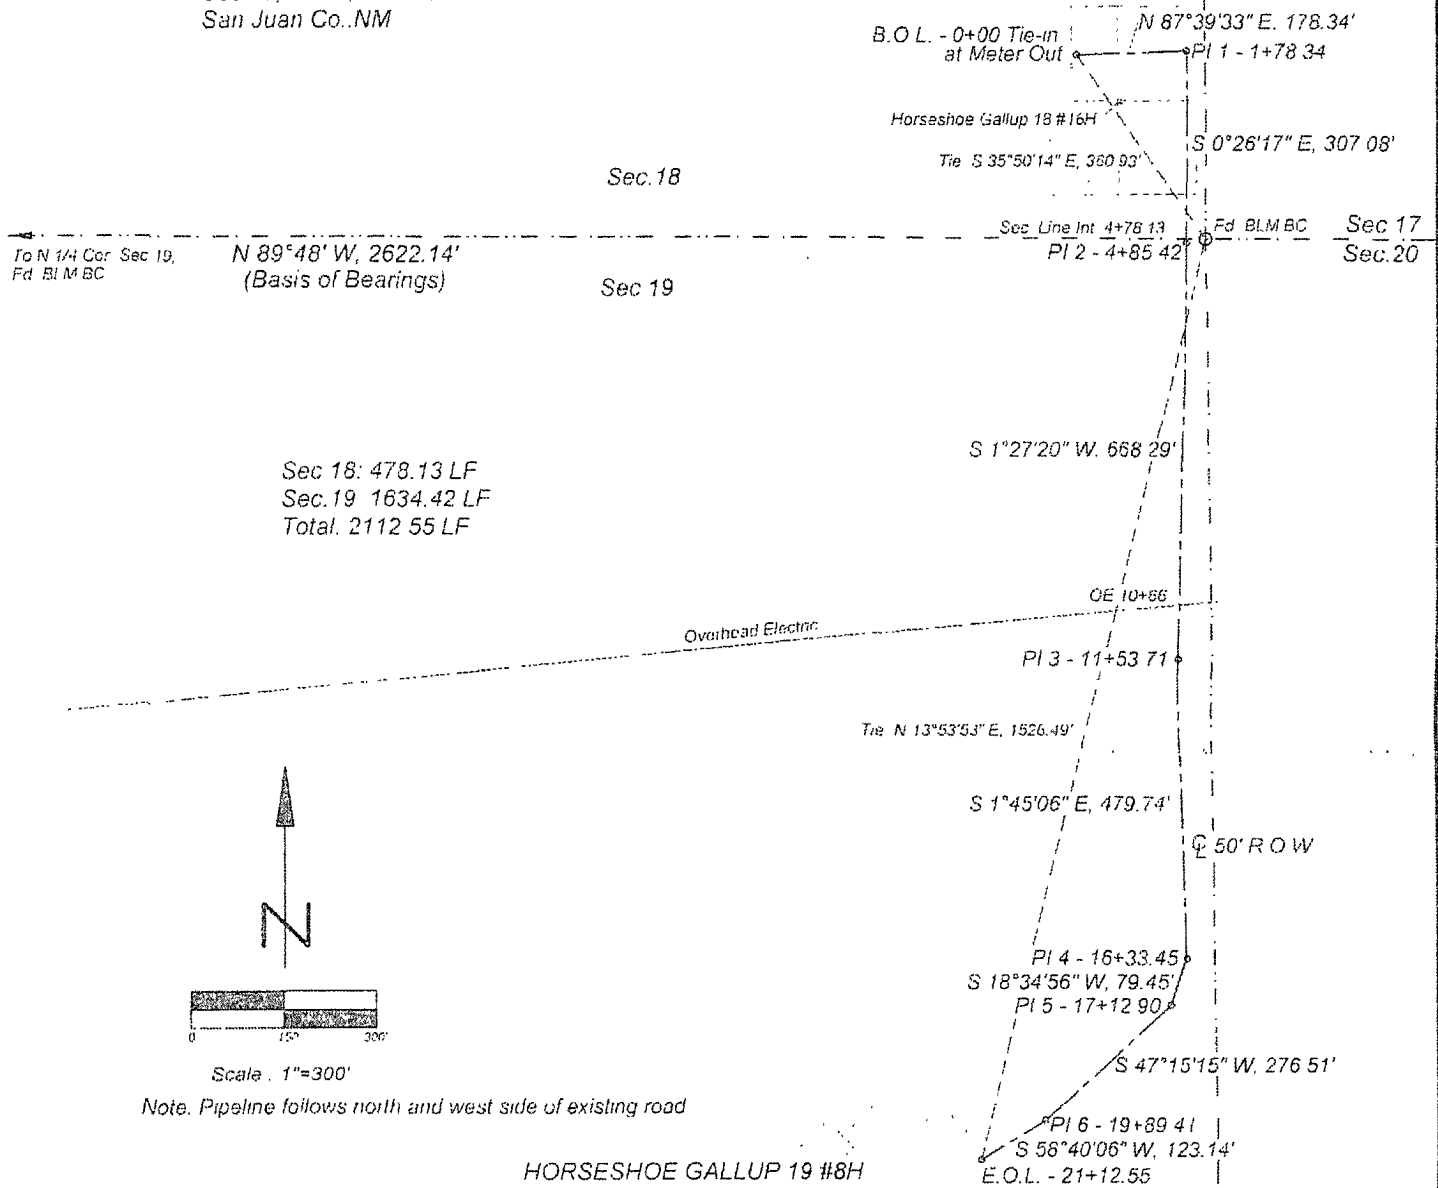 San Juan Co..NM
N 87°39'33" E. 178.34'
B.O L. - 0+00 Tie-in
at Meter Out
PI 1 - 1+78 34
Horseshoe Gallup 18 #16H
S 0°26'17" E, 307 08'
Tie S 35°50'14" E, 360 93'
Sec.18
Sec Line Int 4+78 13
Fd BLM BC
Sec 17
PI 2 - 4+85 42
Sec.20
To N 1/4 Cor Sec 19,
Fd BLM BC
N 89°48' W, 2622.14'
(Basis of Bearings)
Sec 19
S 1°27'20" W. 668 29'
Sec 18: 478.13 LF
Sec.19 1634.42 LF
Total. 2112 55 LF
OE 10+66
Overhead Electric
PI 3 - 11+53 71
Tie N 13°53'53" E, 1526.49'
S 1°45'06" E, 479.74'
℄ 50' R O W
N
PI 4 - 16+33.45
S 18°34'56" W, 79.45'
PI 5 - 17+12 90
0 150' 300'
Scale . 1"=300'
S 47°15'15" W, 276 51'
Note. Pipeline follows north and west side of existing road
PI 6 - 19+89 41
S 58°40'06" W, 123.14'
HORSESHOE GALLUP 19 #8H
E.O.L. - 21+12.55